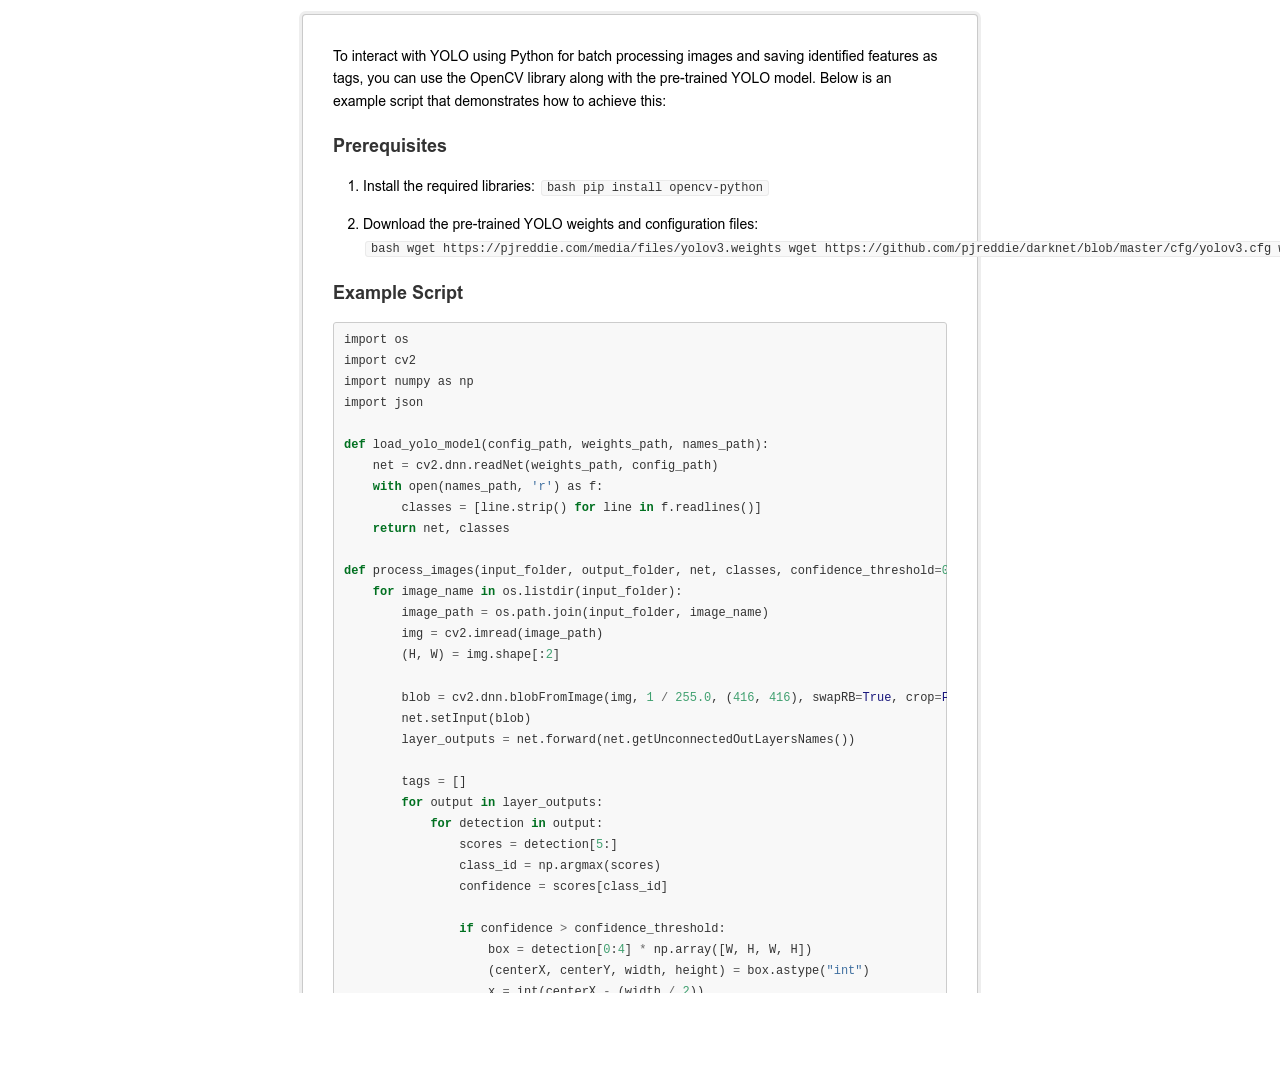 To interact with YOLO using Python for batch processing images and saving identified features as
tags, you can use the OpenCV library along with the pre-trained YOLO model. Below is an
example script that demonstrates how to achieve this:
Prerequisites
1. Install the required libraries: bash pip install opencv-python
2. Download the pre-trained YOLO weights and configuration files:
bash wget https://pjreddie.com/media/files/yolov3.weights wget https://github.com/pjreddie/darknet/blob/master/cfg/yolov3.cfg
Example Script
import os
import cv2
import numpy as np
import json
def load_yolo_model(config_path, weights_path, names_path):
    net = cv2.dnn.readNet(weights_path, config_path)
    with open(names_path, 'r') as f:
        classes = [line.strip() for line in f.readlines()]
    return net, classes
def process_images(input_folder, output_folder, net, classes, confidence_threshold=0
    for image_name in os.listdir(input_folder):
        image_path = os.path.join(input_folder, image_name)
        img = cv2.imread(image_path)
        (H, W) = img.shape[:2]
        blob = cv2.dnn.blobFromImage(img, 1 / 255.0, (416, 416), swapRB=True, crop=F
        net.setInput(blob)
        layer_outputs = net.forward(net.getUnconnectedOutLayersNames())
        tags = []
        for output in layer_outputs:
            for detection in output:
                scores = detection[5:]
                class_id = np.argmax(scores)
                confidence = scores[class_id]
                if confidence > confidence_threshold:
                    box = detection[0:4] * np.array([W, H, W, H])
                    (centerX, centerY, width, height) = box.astype("int")
                    x = int(centerX - (width / 2))